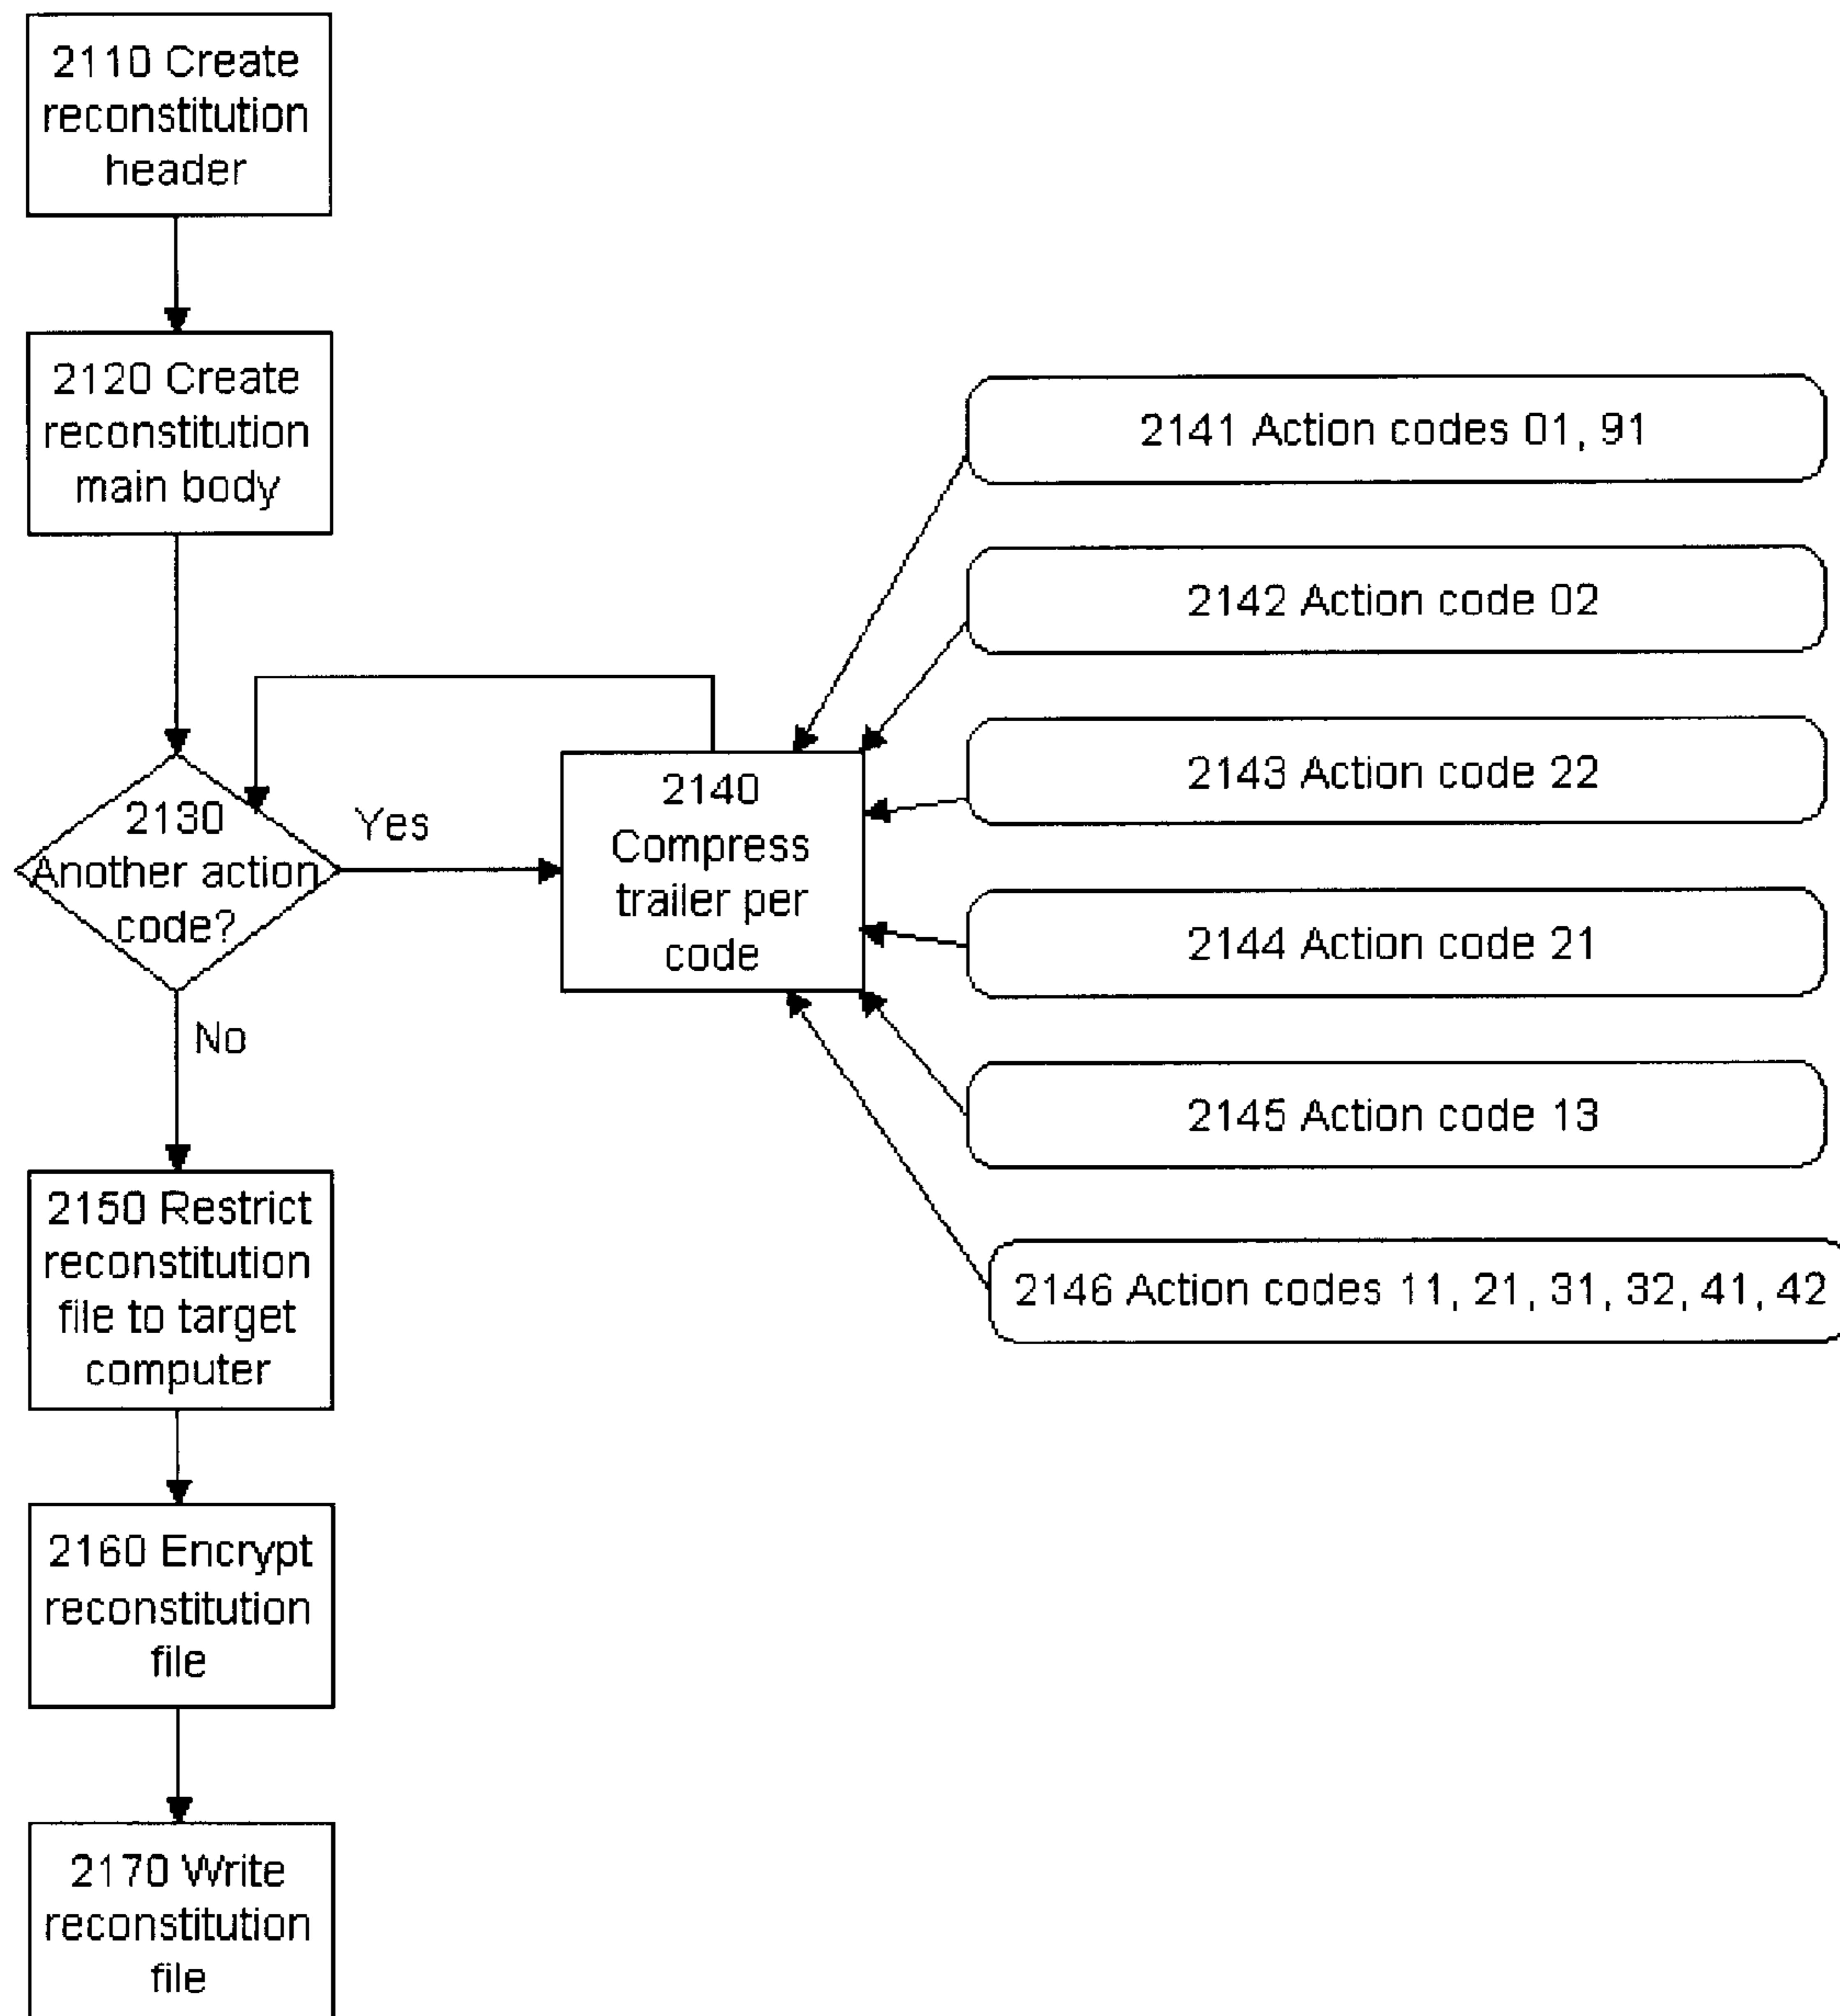 2110 Create
reconstitution
header
2120 Create
reconstitution
main body
2130
Another action
code?
Yes
No
2140
Compress
trailer per
code
2141 Action codes 01, 91
2142 Action code 02
2143 Action code 22
2144 Action code 21
2145 Action code 13
2146 Action codes 11, 21, 31, 32, 41, 42
2150 Restrict
reconstitution
file to target
computer
2160 Encrypt
reconstitution
file
2170 Write
reconstitution
file